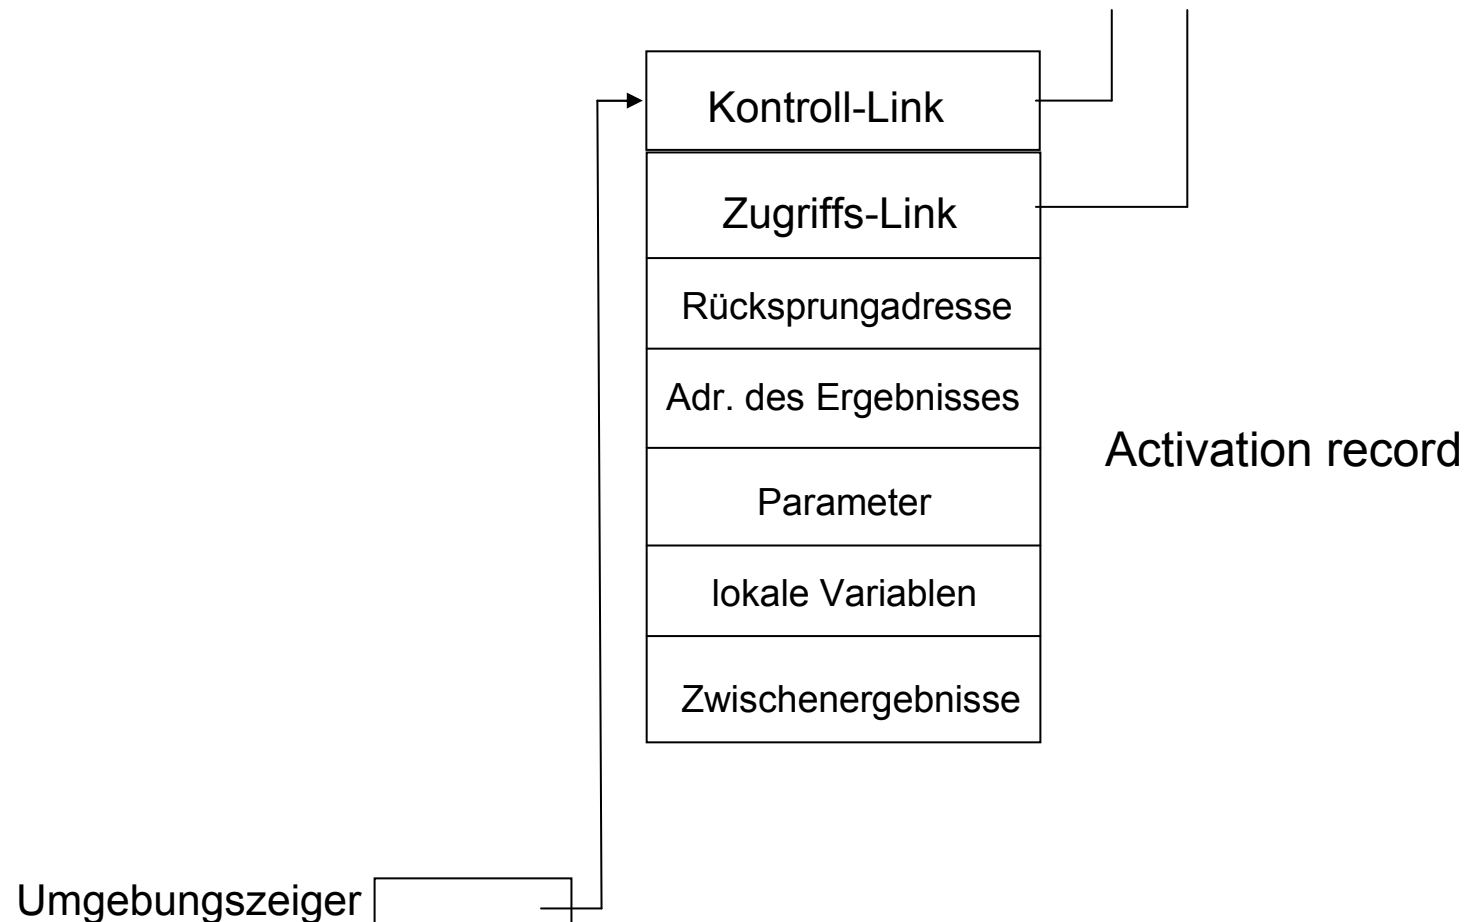 Kontroll-Link
Zugriffs-Link
Rücksprungadresse
Adr. des Ergebnisses
Activation record
Parameter
lokale Variablen
Zwischenergebnisse
Umgebungszeiger